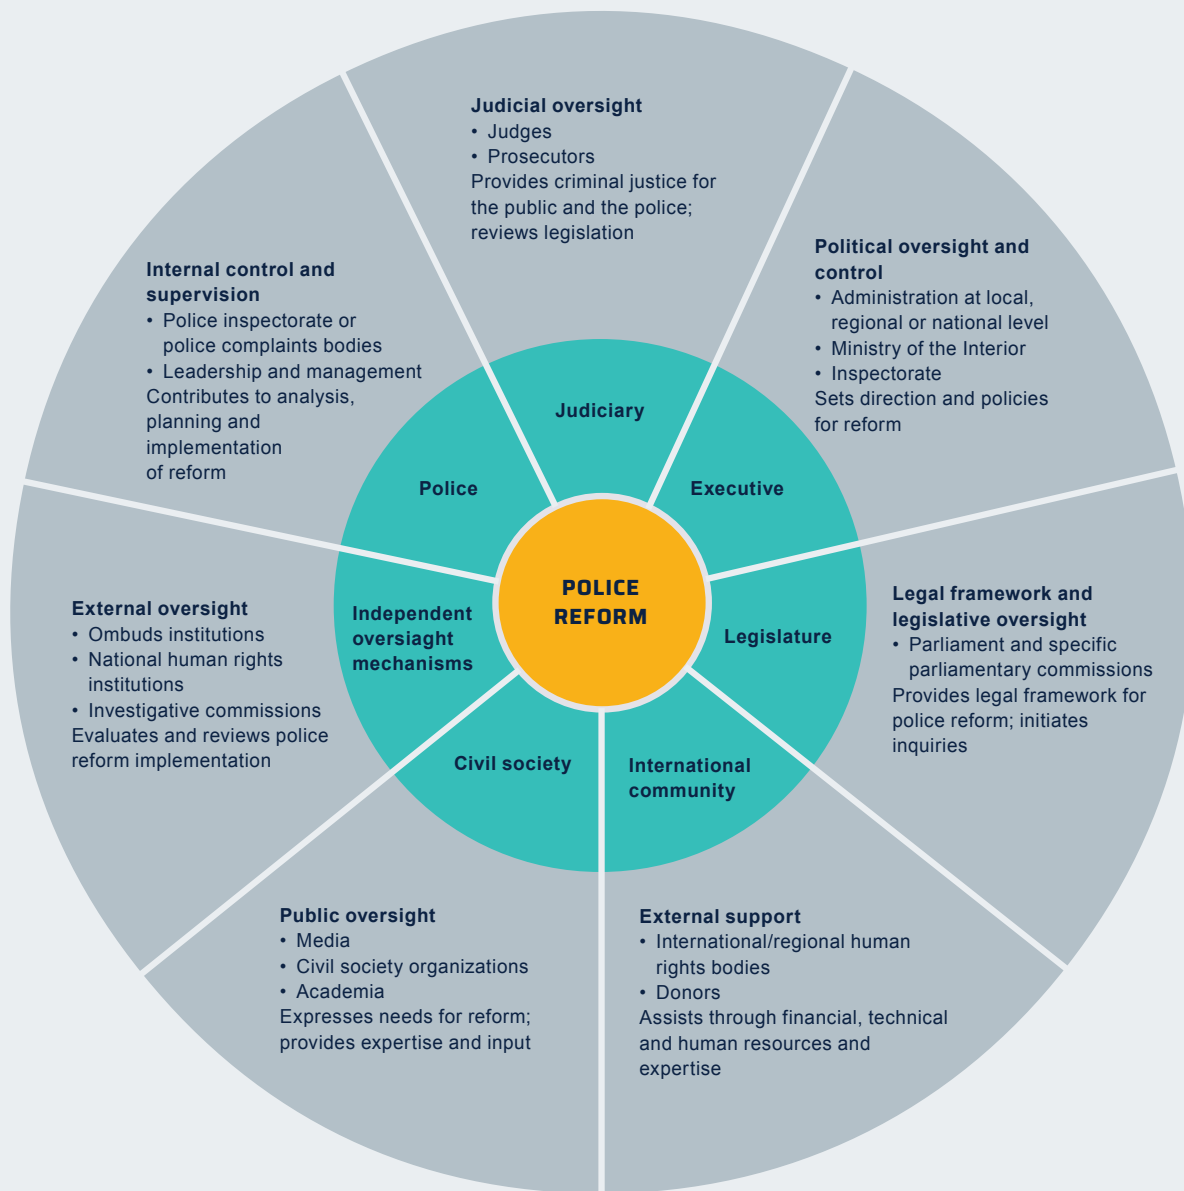 Judicial oversight
• Judges
• Prosecutors
Provides criminal justice for
the public and the police;
reviews legislation
Political oversight and
control
• Administration at local,
regional or national level
• Ministry of the Interior
• Inspectorate
Sets direction and policies
for reform
Internal control and
supervision
• Police inspectorate or
police complaints bodies
• Leadership and management
Contributes to analysis,
planning and
implementation
of reform
Judiciary
Police
Executive
POLICE
REFORM
Independent
oversiaght
mechanisms
Legislature
Civil society
International
community
External oversight
• Ombuds institutions
• National human rights
institutions
• Investigative commissions
Evaluates and reviews police
reform implementation
Legal framework and
legislative oversight
• Parliament and specific
parliamentary commissions
Provides legal framework for
police reform; initiates
inquiries
Public oversight
• Media
• Civil society organizations
• Academia
Expresses needs for reform;
provides expertise and input
External support
• International/regional human
rights bodies
• Donors
Assists through financial, technical
and human resources and
expertise